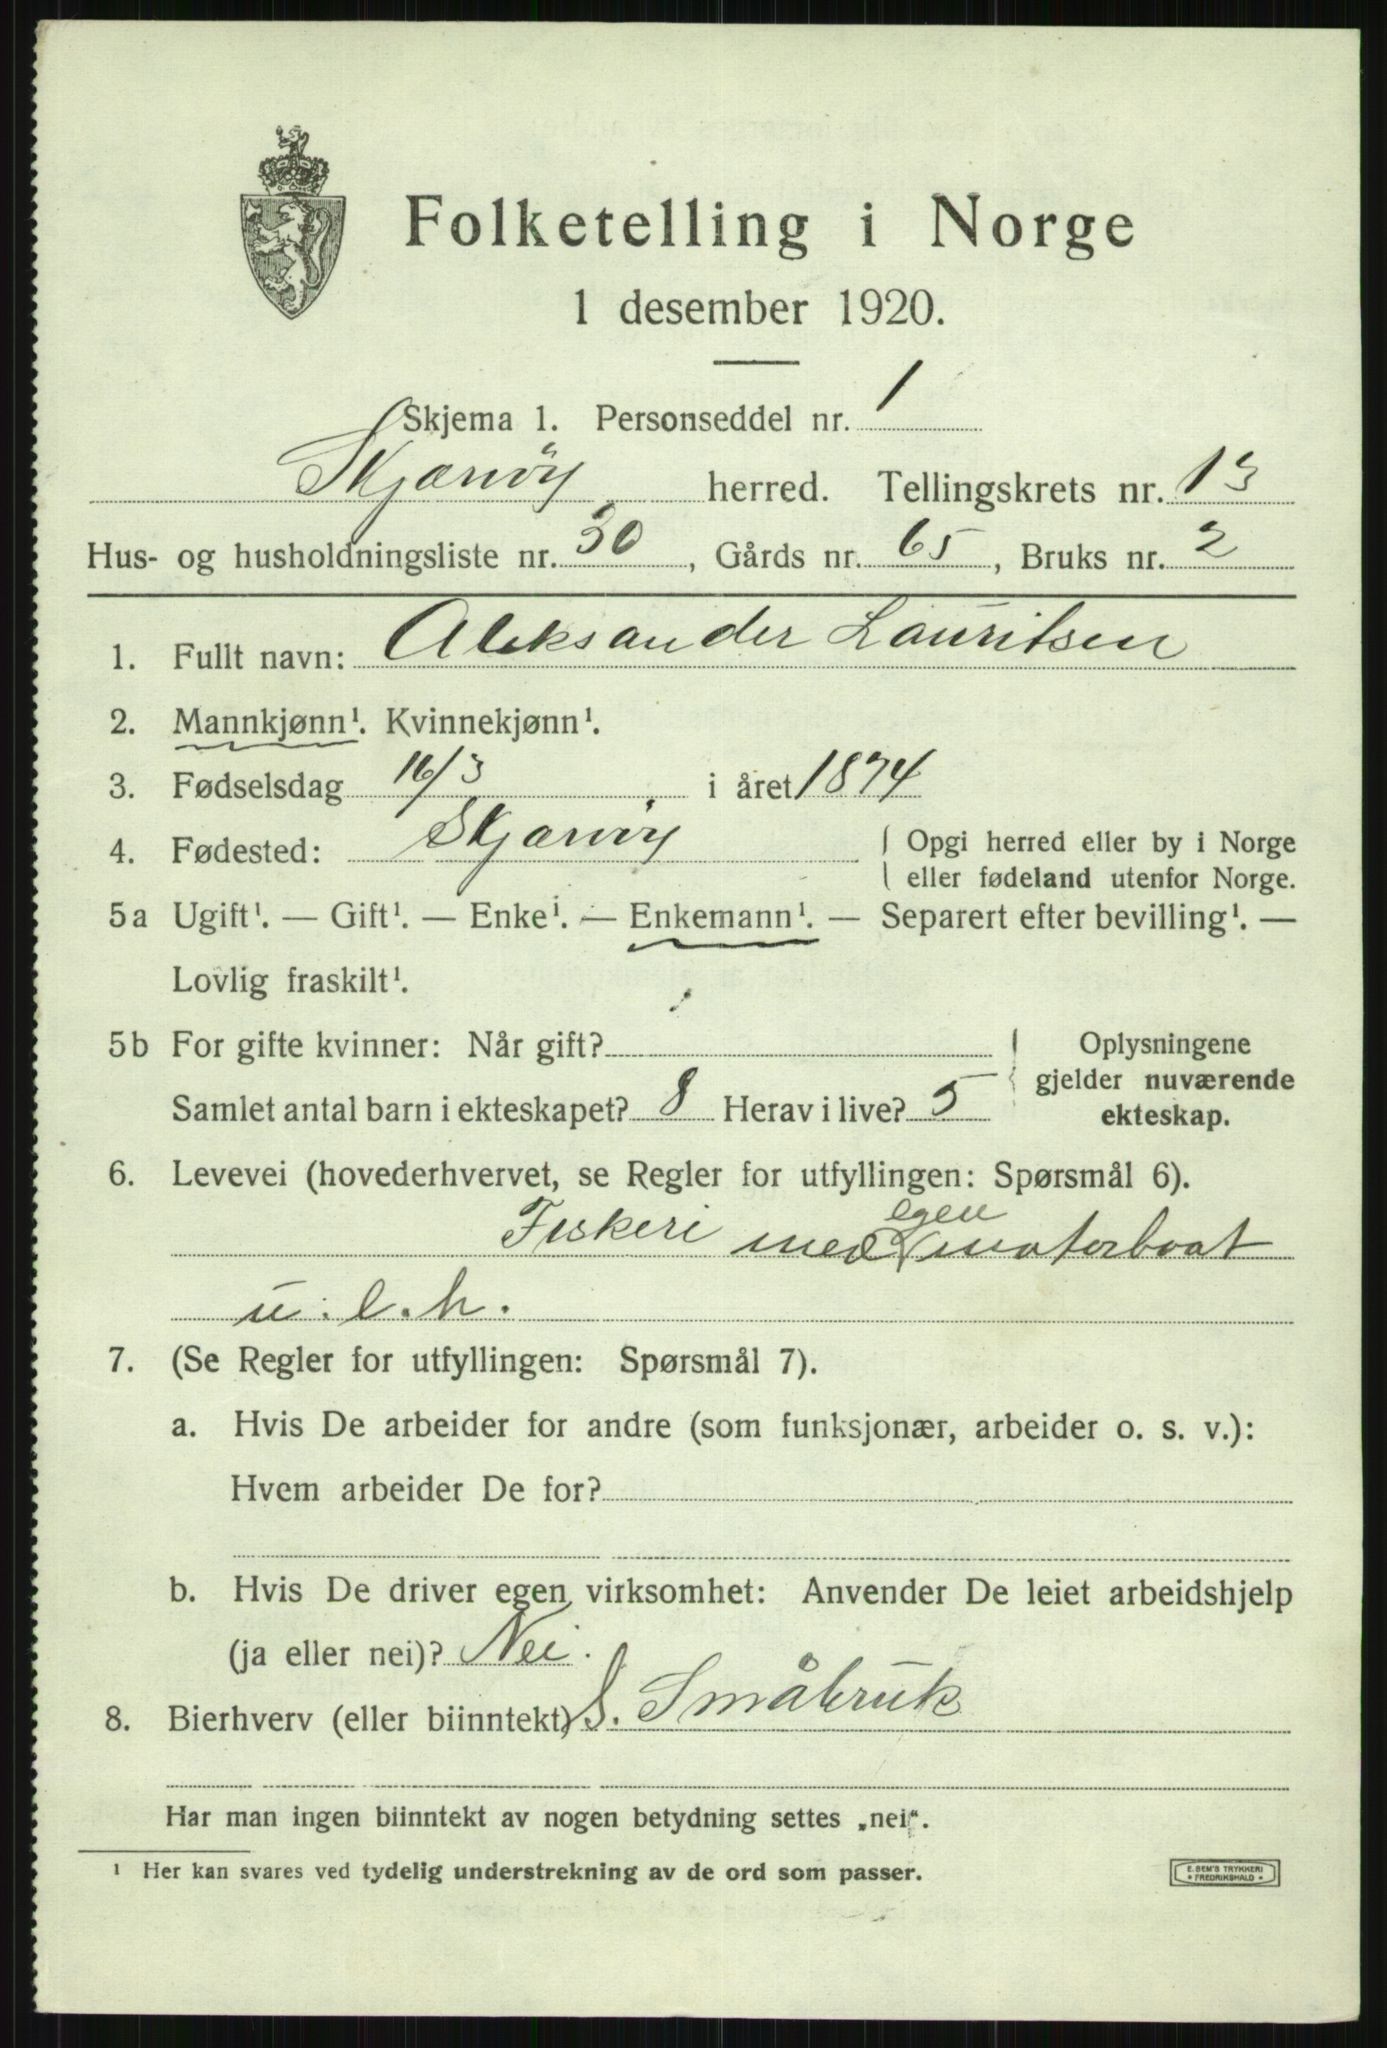 Folketelling i Norge
1 desember 1920.
Skjema 1. Personseddel nr. 1
Skjærvöy herred. Tellingskrets nr. 13
Hus- og husholdningsliste nr. 30, Gårds nr. 65, Bruks nr. 2
1. Fullt navn: Aleksander Lauritsen
2. Mannkjønn¹. Kvinnekjønn¹.
3. Fødselsdag 16/3 i året 1874
4. Fødested: Skjærvöy { Opgi herred eller by i Norge
eller fødeland utenfor Norge.
5a Ugift¹. — Gift¹. — Enke¹. — Enkemann¹. — Separert efter bevilling¹. —
Lovlig fraskilt¹.
5b For gifte kvinner: Når gift? Oplysningene
gjelder nuværende
Samlet antal barn i ekteskapet? 8 Herav i live? 5 ekteskap.
6. Levevei (hovederhvervet, se Regler for utfyllingen: Spørsmål 6).
egen
Fiskeri med motorboat
u. l. h.
7. (Se Regler for utfyllingen: Spørsmål 7).
a. Hvis De arbeider for andre (som funksjonær, arbeider o. s. v.):
Hvem arbeider De for?
b. Hvis De driver egen virksomhet: Anvender De leiet arbeidshjelp
(ja eller nei)? Nei.
8. Bierhverv (eller biinntekt) S. Småbruk
Har man ingen biinntekt av nogen betydning settes „nei“.
¹ Her kan svares ved tydelig understrekning av de ord som passer.
E. SEM'S TRYKKERI
* FREDRIKSHALD *